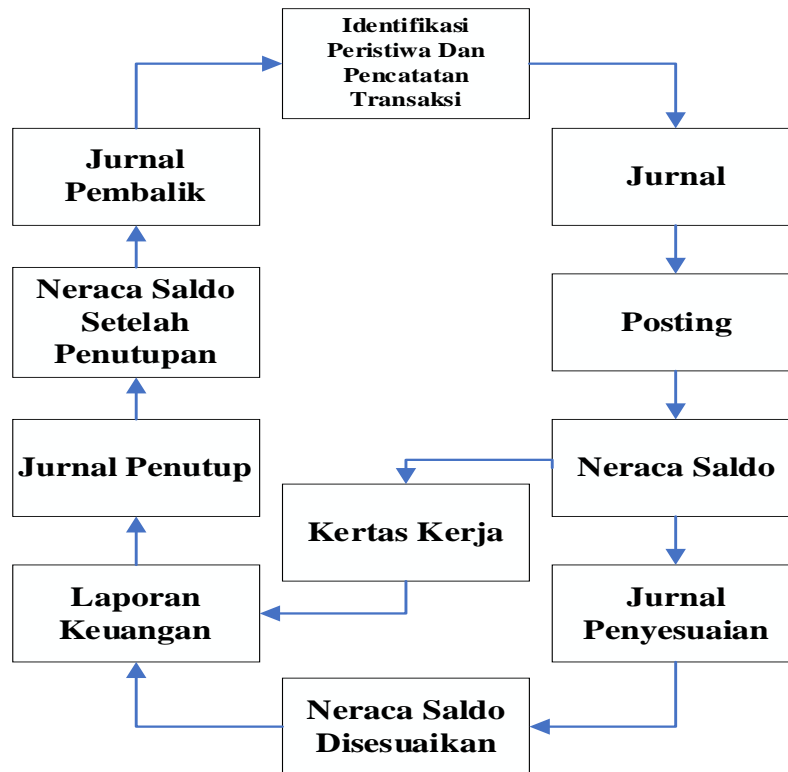 Identifikasi
Peristiwa Dan
Pencatatan
Transaksi
Jurnal
Pembalik
Jurnal
Neraca Saldo
Setelah
Penutupan
Posting
Jurnal Penutup
Neraca Saldo
Kertas Kerja
Laporan
Keuangan
Jurnal
Penyesuaian
Neraca Saldo
Disesuaikan